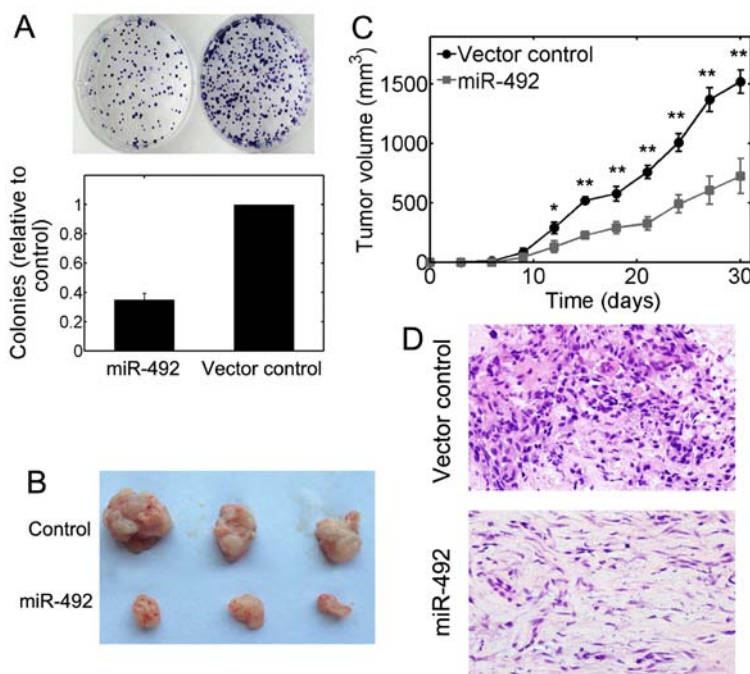 A
Colonies (relative to
control)
1
0.8
0.6
0.4
0.2
0
miR-492 Vector control
B
Control
miR-492
C
Tumor volume (mm³)
1500
1000
500
0
Vector control
miR-492
* ** ** ** ** ** **
0 10 20 30
Time (days)
D
Vector control
miR-492